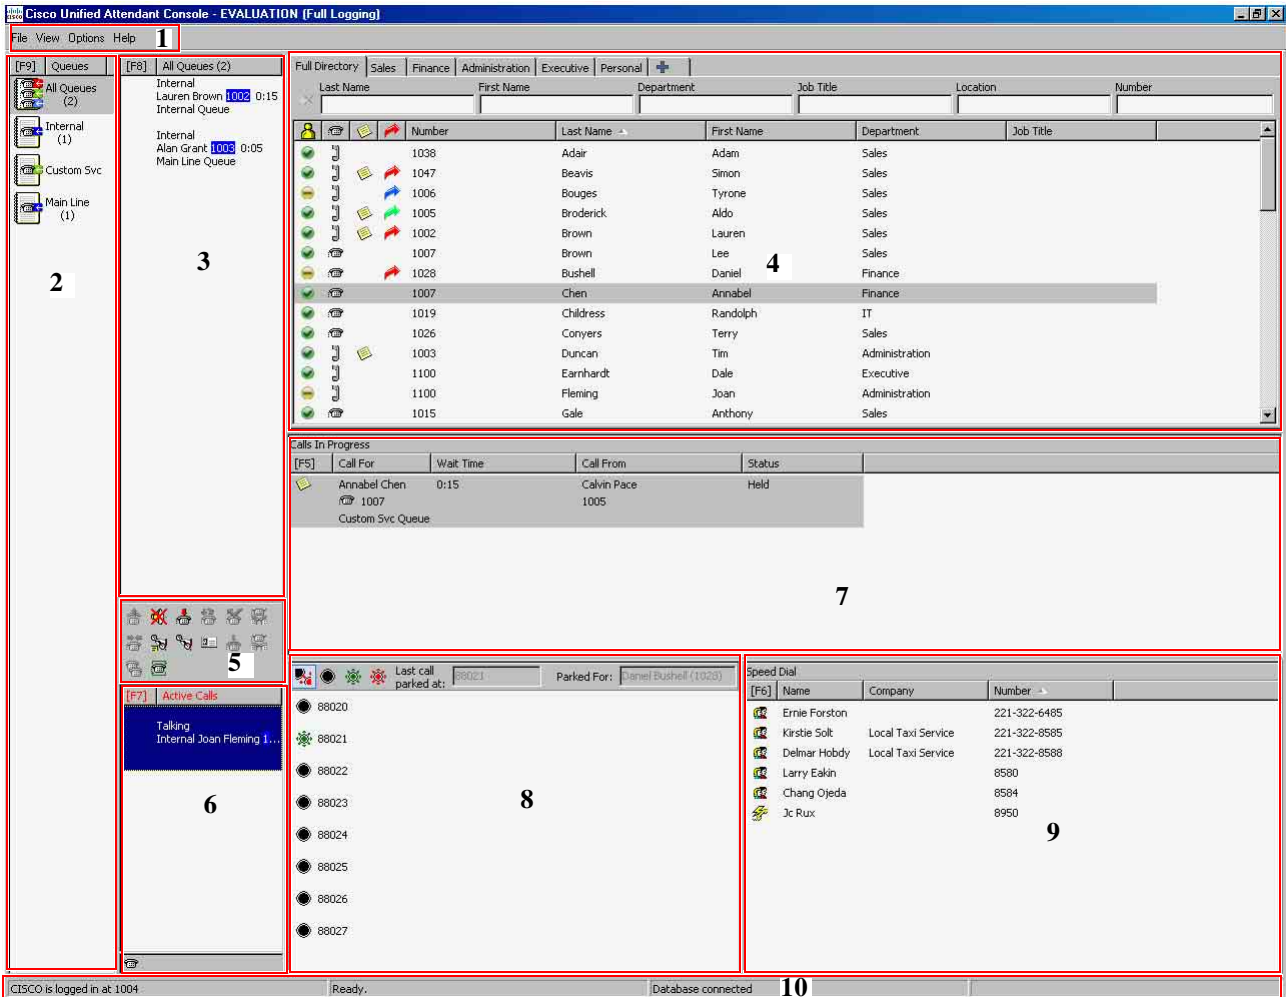 Cisco Unified Attendant Console - EVALUATION (Full Logging)
File View Options Help 1
[F9] Queues
All Queues
(2)
Internal
(1)
Custom Svc
Main Line
(1)
2
[F8] All Queues (2)
Internal
Lauren Brown 1002 0:15
Internal Queue
Internal
Alan Grant 1003 0:05
Main Line Queue
3
Full Directory Sales Finance Administration Executive Personal
Last Name First Name Department Job Title Location Number
Number Last Name First Name Department Job Title
1038 Adair Adam Sales
1047 Beavis Simon Sales
1006 Bouges Tyrone Sales
1005 Broderick Aldo Sales
1002 Brown Lauren Sales
1007 Brown Lee Sales
4
1028 Bushell Daniel Finance
1007 Chen Annabel Finance
1019 Childress Randolph IT
1026 Conyers Terry Sales
1003 Duncan Tim Administration
1100 Earnhardt Dale Executive
1100 Fleming Joan Administration
1015 Gale Anthony Sales
Calls In Progress
[F5] Call For Wait Time Call From Status
Annabel Chen 0:15 Calvin Pace Held
1007 1005
Custom Svc Queue
7
5
[F7] Active Calls
Talking
Internal Joan Fleming 1...
6
Last call
parked at: 88021 Parked For: Daniel Bushell (1028)
88020
88021
88022
88023
88024
88025
88026
88027
8
Speed Dial
[F6] Name Company Number
Ernie Forston 221-322-6485
Kirstie Solt Local Taxi Service 221-322-8585
Delmar Hobdy Local Taxi Service 221-322-8588
Larry Eakin 8580
Chang Ojeda 8584
Jc Rux 8950
9
CISCO is logged in at 1004 Ready. Database connected 10